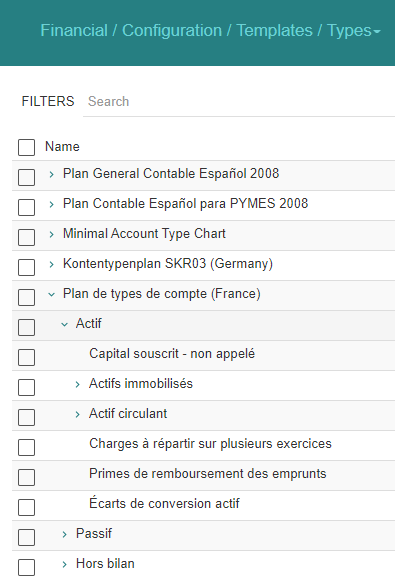 Financial / Configuration / Templates / Types
FILTERS Search
Name
Plan General Contable Español 2008
Plan Contable Español para PYMES 2008
Minimal Account Type Chart
Kontentypenplan SKR03 (Germany)
Plan de types de compte (France)
Actif
Capital souscrit - non appelé
Actifs immobilisés
Actif circulant
Charges à répartir sur plusieurs exercices
Primes de remboursement des emprunts
Écarts de conversion actif
Passif
Hors bilan